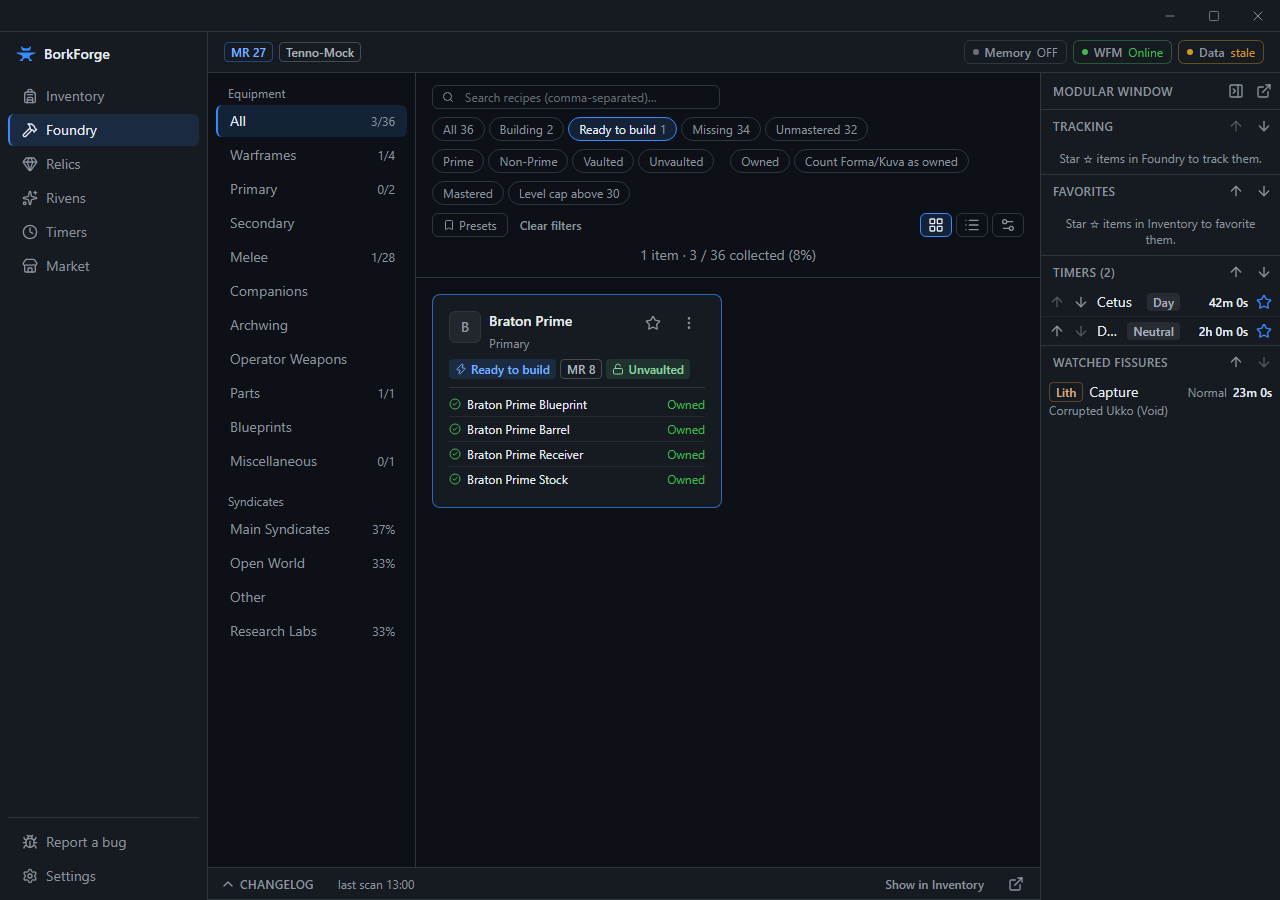 BorkForge
Inventory
Foundry
Relics
Rivens
Timers
Market
Report a bug
Settings
MR 27 Tenno-Mock
Memory OFF WFM Online Data stale
Equipment
All 3/36
Warframes 1/4
Primary 0/2
Secondary
Melee 1/28
Companions
Archwing
Operator Weapons
Parts 1/1
Blueprints
Miscellaneous 0/1
Syndicates
Main Syndicates 37%
Open World 33%
Other
Research Labs 33%
Search recipes (comma-separated)...
All 36 Building 2 Ready to build 1 Missing 34 Unmastered 32
Prime Non-Prime Vaulted Unvaulted Owned Count Forma/Kuva as owned
Mastered Level cap above 30
Presets Clear filters
1 item · 3 / 36 collected (8%)
B Braton Prime
Primary
Ready to build MR 8 Unvaulted
Braton Prime Blueprint Owned
Braton Prime Barrel Owned
Braton Prime Receiver Owned
Braton Prime Stock Owned
CHANGELOG last scan 13:00 Show in Inventory
MODULAR WINDOW
TRACKING
Star ☆ items in Foundry to track them.
FAVORITES
Star ☆ items in Inventory to favorite
them.
TIMERS (2)
Cetus Day 42m 0s
D... Neutral 2h 0m 0s
WATCHED FISSURES
Lith Capture Normal 23m 0s
Corrupted Ukko (Void)